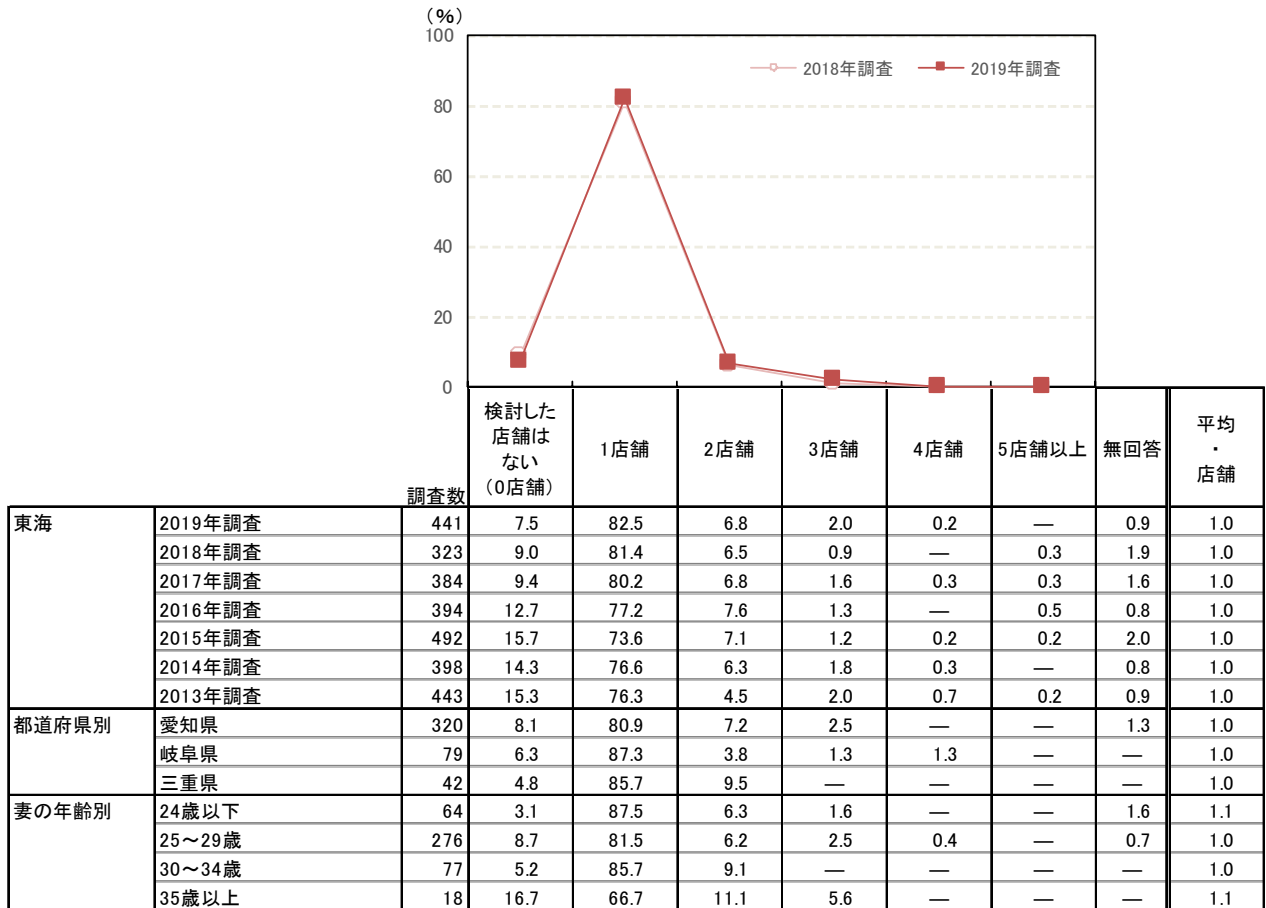 （%）
100
80
60
40
20
0
2018年調査 2019年調査
調査数 検討した店舗はない（0店舗） 1店舗 2店舗 3店舗 4店舗 5店舗以上 無回答 平均・店舗
東海 2019年調査 441 7.5 82.5 6.8 2.0 0.2 — 0.9 1.0
2018年調査 323 9.0 81.4 6.5 0.9 — 0.3 1.9 1.0
2017年調査 384 9.4 80.2 6.8 1.6 0.3 0.3 1.6 1.0
2016年調査 394 12.7 77.2 7.6 1.3 — 0.5 0.8 1.0
2015年調査 492 15.7 73.6 7.1 1.2 0.2 0.2 2.0 1.0
2014年調査 398 14.3 76.6 6.3 1.8 0.3 — 0.8 1.0
2013年調査 443 15.3 76.3 4.5 2.0 0.7 0.2 0.9 1.0
都道府県別 愛知県 320 8.1 80.9 7.2 2.5 — — 1.3 1.0
岐阜県 79 6.3 87.3 3.8 1.3 1.3 — — 1.0
三重県 42 4.8 85.7 9.5 — — — — 1.0
妻の年齢別 24歳以下 64 3.1 87.5 6.3 1.6 — — 1.6 1.1
25～29歳 276 8.7 81.5 6.2 2.5 0.4 — 0.7 1.0
30～34歳 77 5.2 85.7 9.1 — — — — 1.0
35歳以上 18 16.7 66.7 11.1 5.6 — — — 1.1